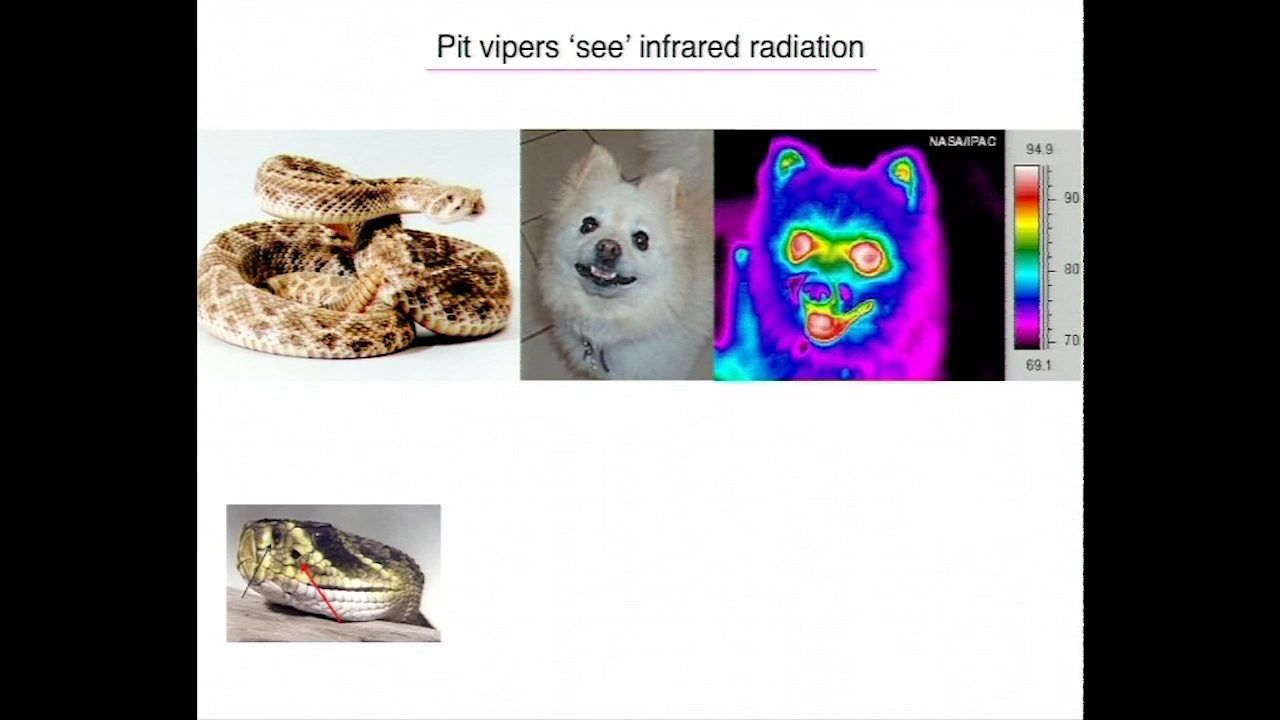 Pit vipers ‘see’ infrared radiation
NASA/IPAC
94.9
90
80
70
69.1